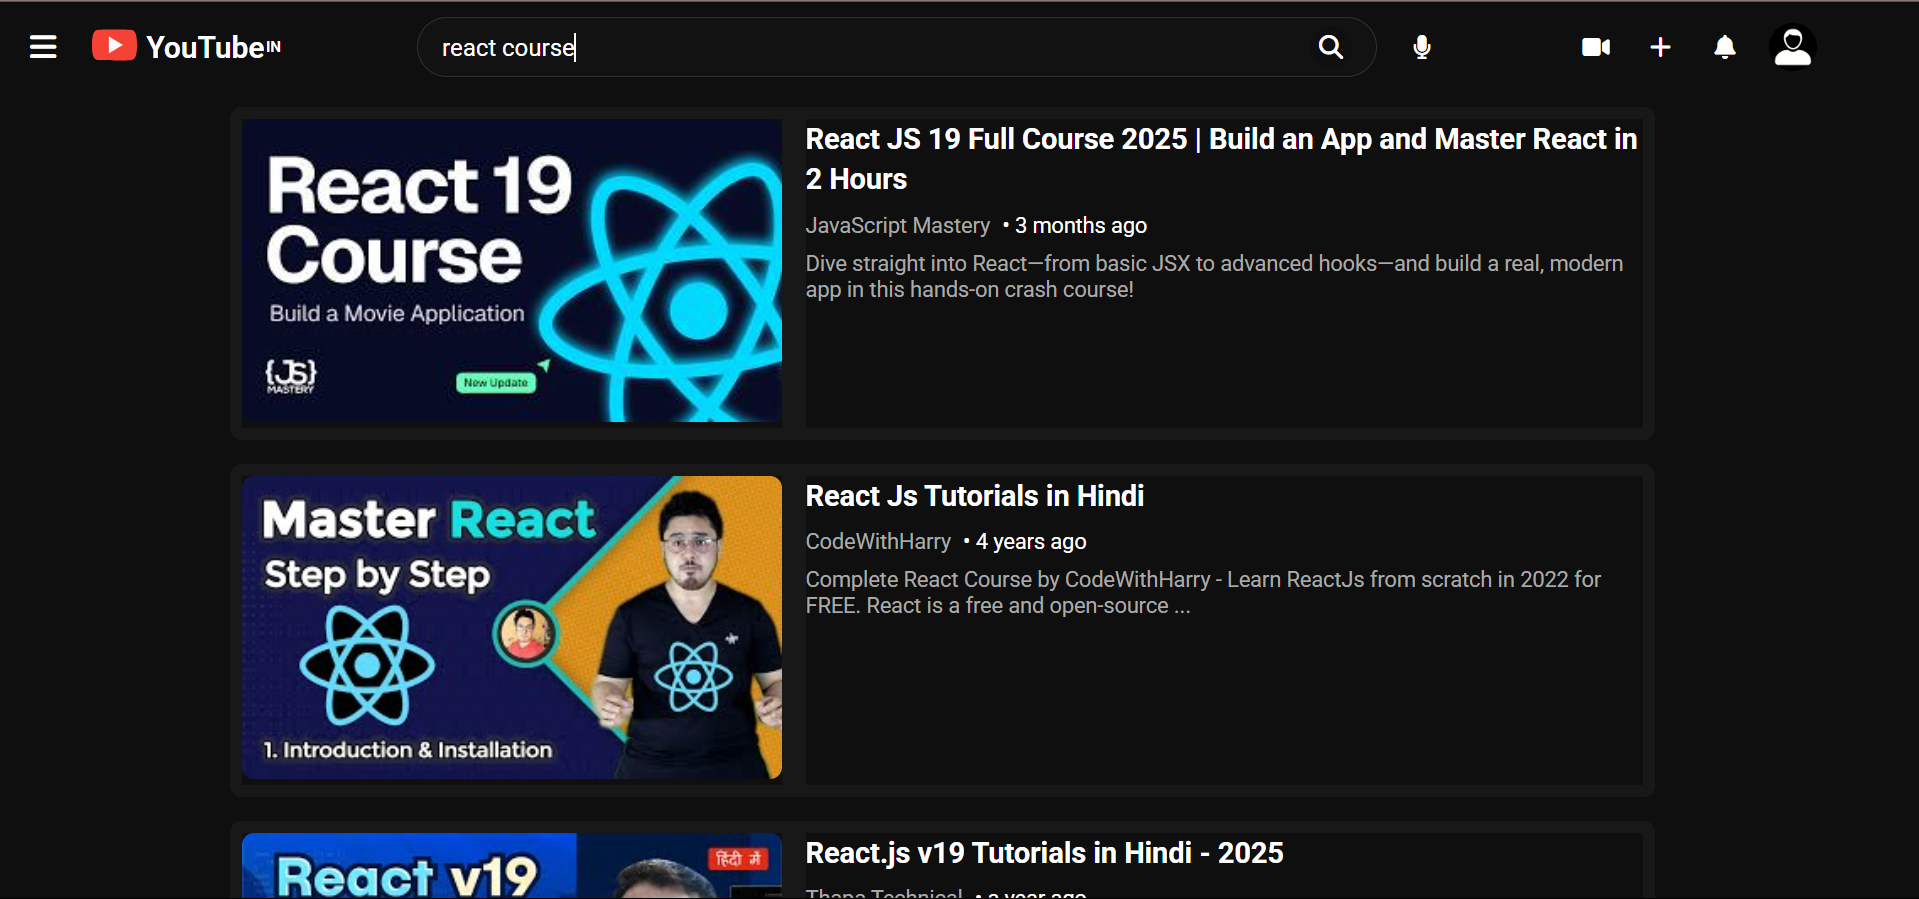 YouTube IN
react course
React 19
Course
Build a Movie Application
{JS}
MASTERY
New Update
React JS 19 Full Course 2025 | Build an App and Master React in
2 Hours
JavaScript Mastery • 3 months ago
Dive straight into React—from basic JSX to advanced hooks—and build a real, modern
app in this hands-on crash course!
Master React
Step by Step
1. Introduction & Installation
React Js Tutorials in Hindi
CodeWithHarry • 4 years ago
Complete React Course by CodeWithHarry - Learn ReactJs from scratch in 2022 for
FREE. React is a free and open-source ...
React v19
हिंदी में
React.js v19 Tutorials in Hindi - 2025
Thapa Technical • a year ago